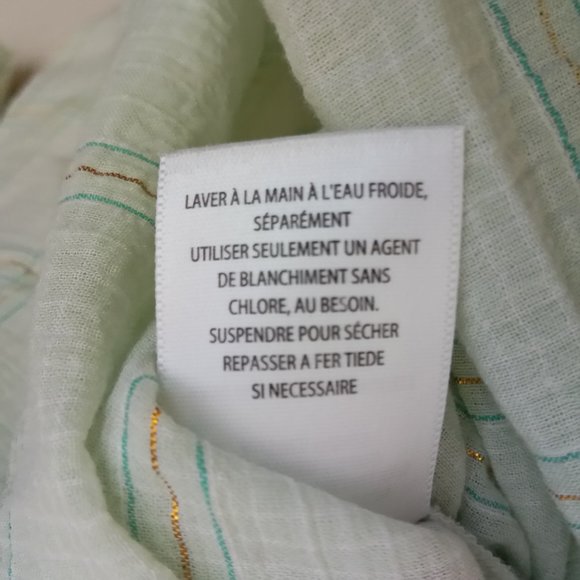 LAVER À LA MAIN À L'EAU FROIDE,
SÉPARÉMENT
UTILISER SEULEMENT UN AGENT
DE BLANCHIMENT SANS
CHLORE, AU BESOIN.
SUSPENDRE POUR SÉCHER
REPASSER A FER TIEDE
SI NECESSAIRE